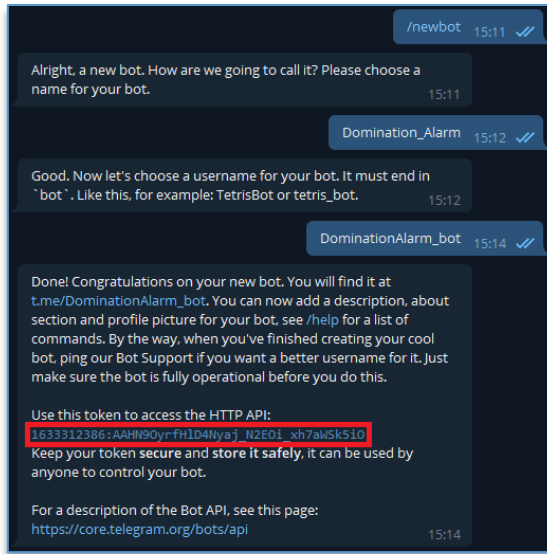 /newbot 15:11
Alright, a new bot. How are we going to call it? Please choose a
name for your bot. 15:11
Domination_Alarm 15:12
Good. Now let's choose a username for your bot. It must end in
`bot`. Like this, for example: TetrisBot or tetris_bot. 15:12
DominationAlarm_bot 15:14
Done! Congratulations on your new bot. You will find it at
t.me/DominationAlarm_bot. You can now add a description, about
section and profile picture for your bot, see /help for a list of
commands. By the way, when you've finished creating your cool
bot, ping our Bot Support if you want a better username for it. Just
make sure the bot is fully operational before you do this.
Use this token to access the HTTP API:
1633312386:AAHN9OyrfHlD4Nyaj_N2EOi_xh7aWSk5iO
Keep your token secure and store it safely, it can be used by
anyone to control your bot.
For a description of the Bot API, see this page:
https://core.telegram.org/bots/api 15:14